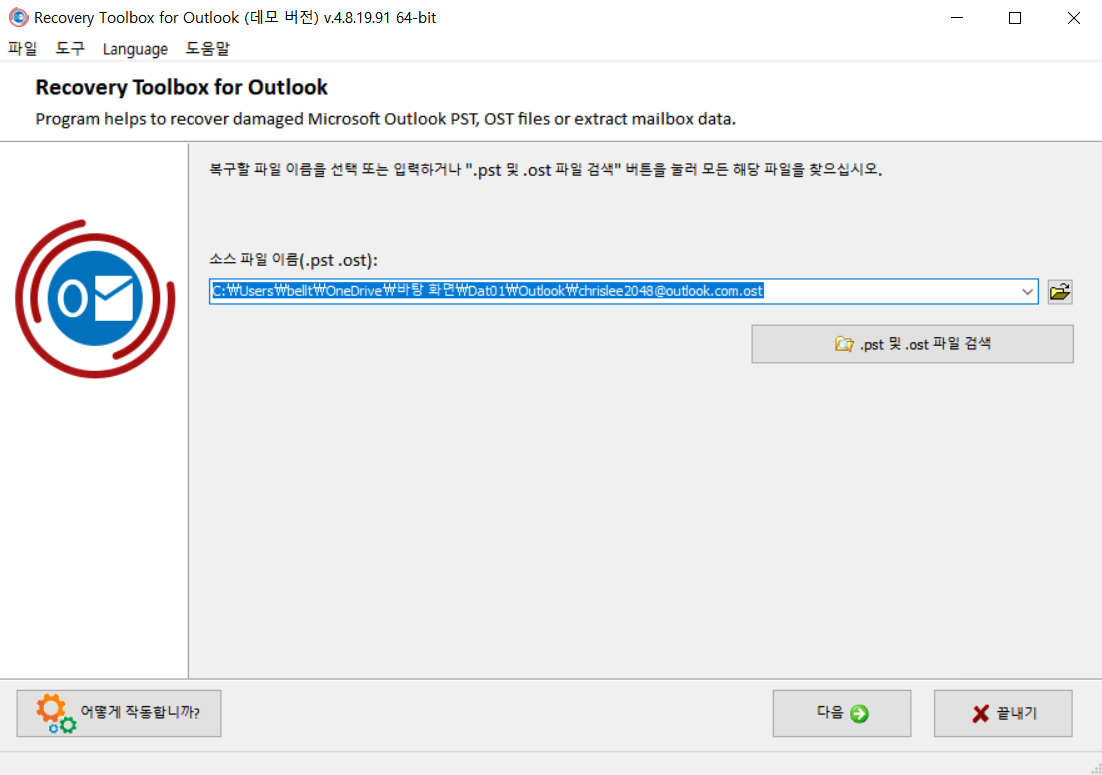 Recovery Toolbox for Outlook (데모 버전) v.4.8.19.91 64-bit
파일 도구 Language 도움말
Recovery Toolbox for Outlook
Program helps to recover damaged Microsoft Outlook PST, OST files or extract mailbox data.
복구할 파일 이름을 선택 또는 입력하거나 ".pst 및 .ost 파일 검색" 버튼을 눌러 모든 해당 파일을 찾으십시오.
소스 파일 이름(.pst .ost):
C:₩Users₩bellt₩OneDrive₩바탕 화면₩Dat01₩Outlook₩chrislee2048@outlook.com.ost
.pst 및 .ost 파일 검색
어떻게 작동합니까?
다음
끝내기